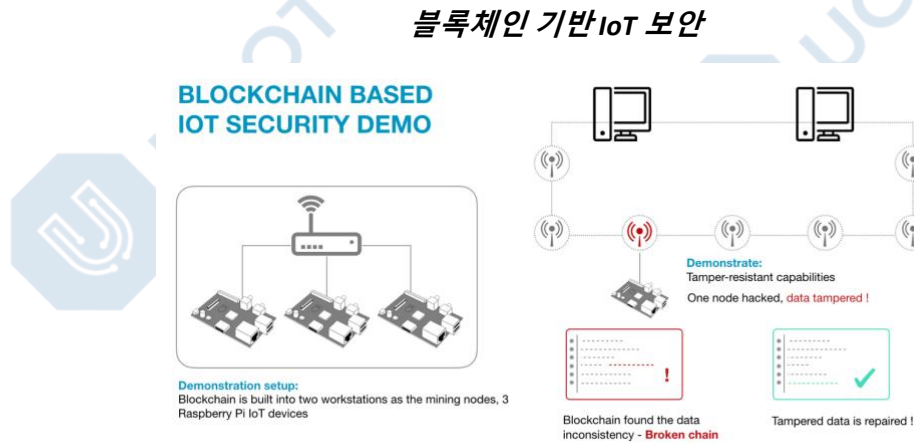 블록체인 기반 IoT 보안
BLOCKCHAIN BASED
IOT SECURITY DEMO
Demonstration setup:
Blockchain is built into two workstations as the mining nodes, 3
Raspberry Pi IoT devices
Demonstrate:
Tamper-resistant capabilities
One node hacked, data tampered !
!
Blockchain found the data
inconsistency - Broken chain
Tampered data is repaired !